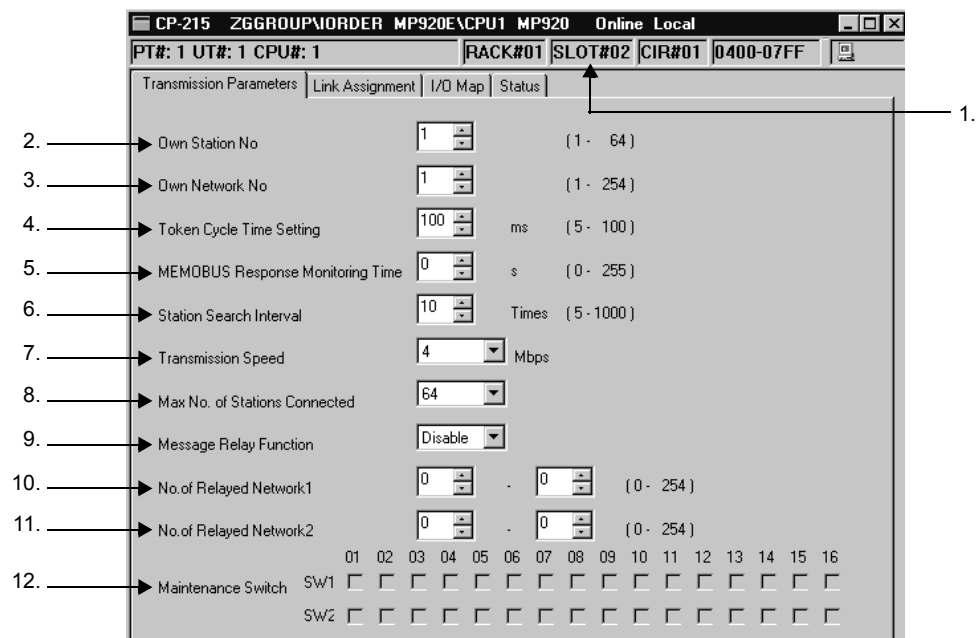 CP-215 ZGGROUP\IORDER MP920E\CPU1 MP920 Online Local
PT#: 1 UT#: 1 CPU#: 1 RACK#01 SLOT#02 CIR#01 0400-07FF
Transmission Parameters Link Assignment I/O Map Status
1.
2. Own Station No 1 (1 - 64)
3. Own Network No 1 (1 - 254)
4. Token Cycle Time Setting 100 ms (5 - 100)
5. MEMOBUS Response Monitoring Time 0 s (0 - 255)
6. Station Search Interval 10 Times (5 - 1000)
7. Transmission Speed 4 Mbps
8. Max No. of Stations Connected 64
9. Message Relay Function Disable
10. No.of Relayed Network1 0 - 0 (0 - 254)
11. No.of Relayed Network2 0 - 0 (0 - 254)
01 02 03 04 05 06 07 08 09 10 11 12 13 14 15 16
12. Maintenance Switch SW1
SW2